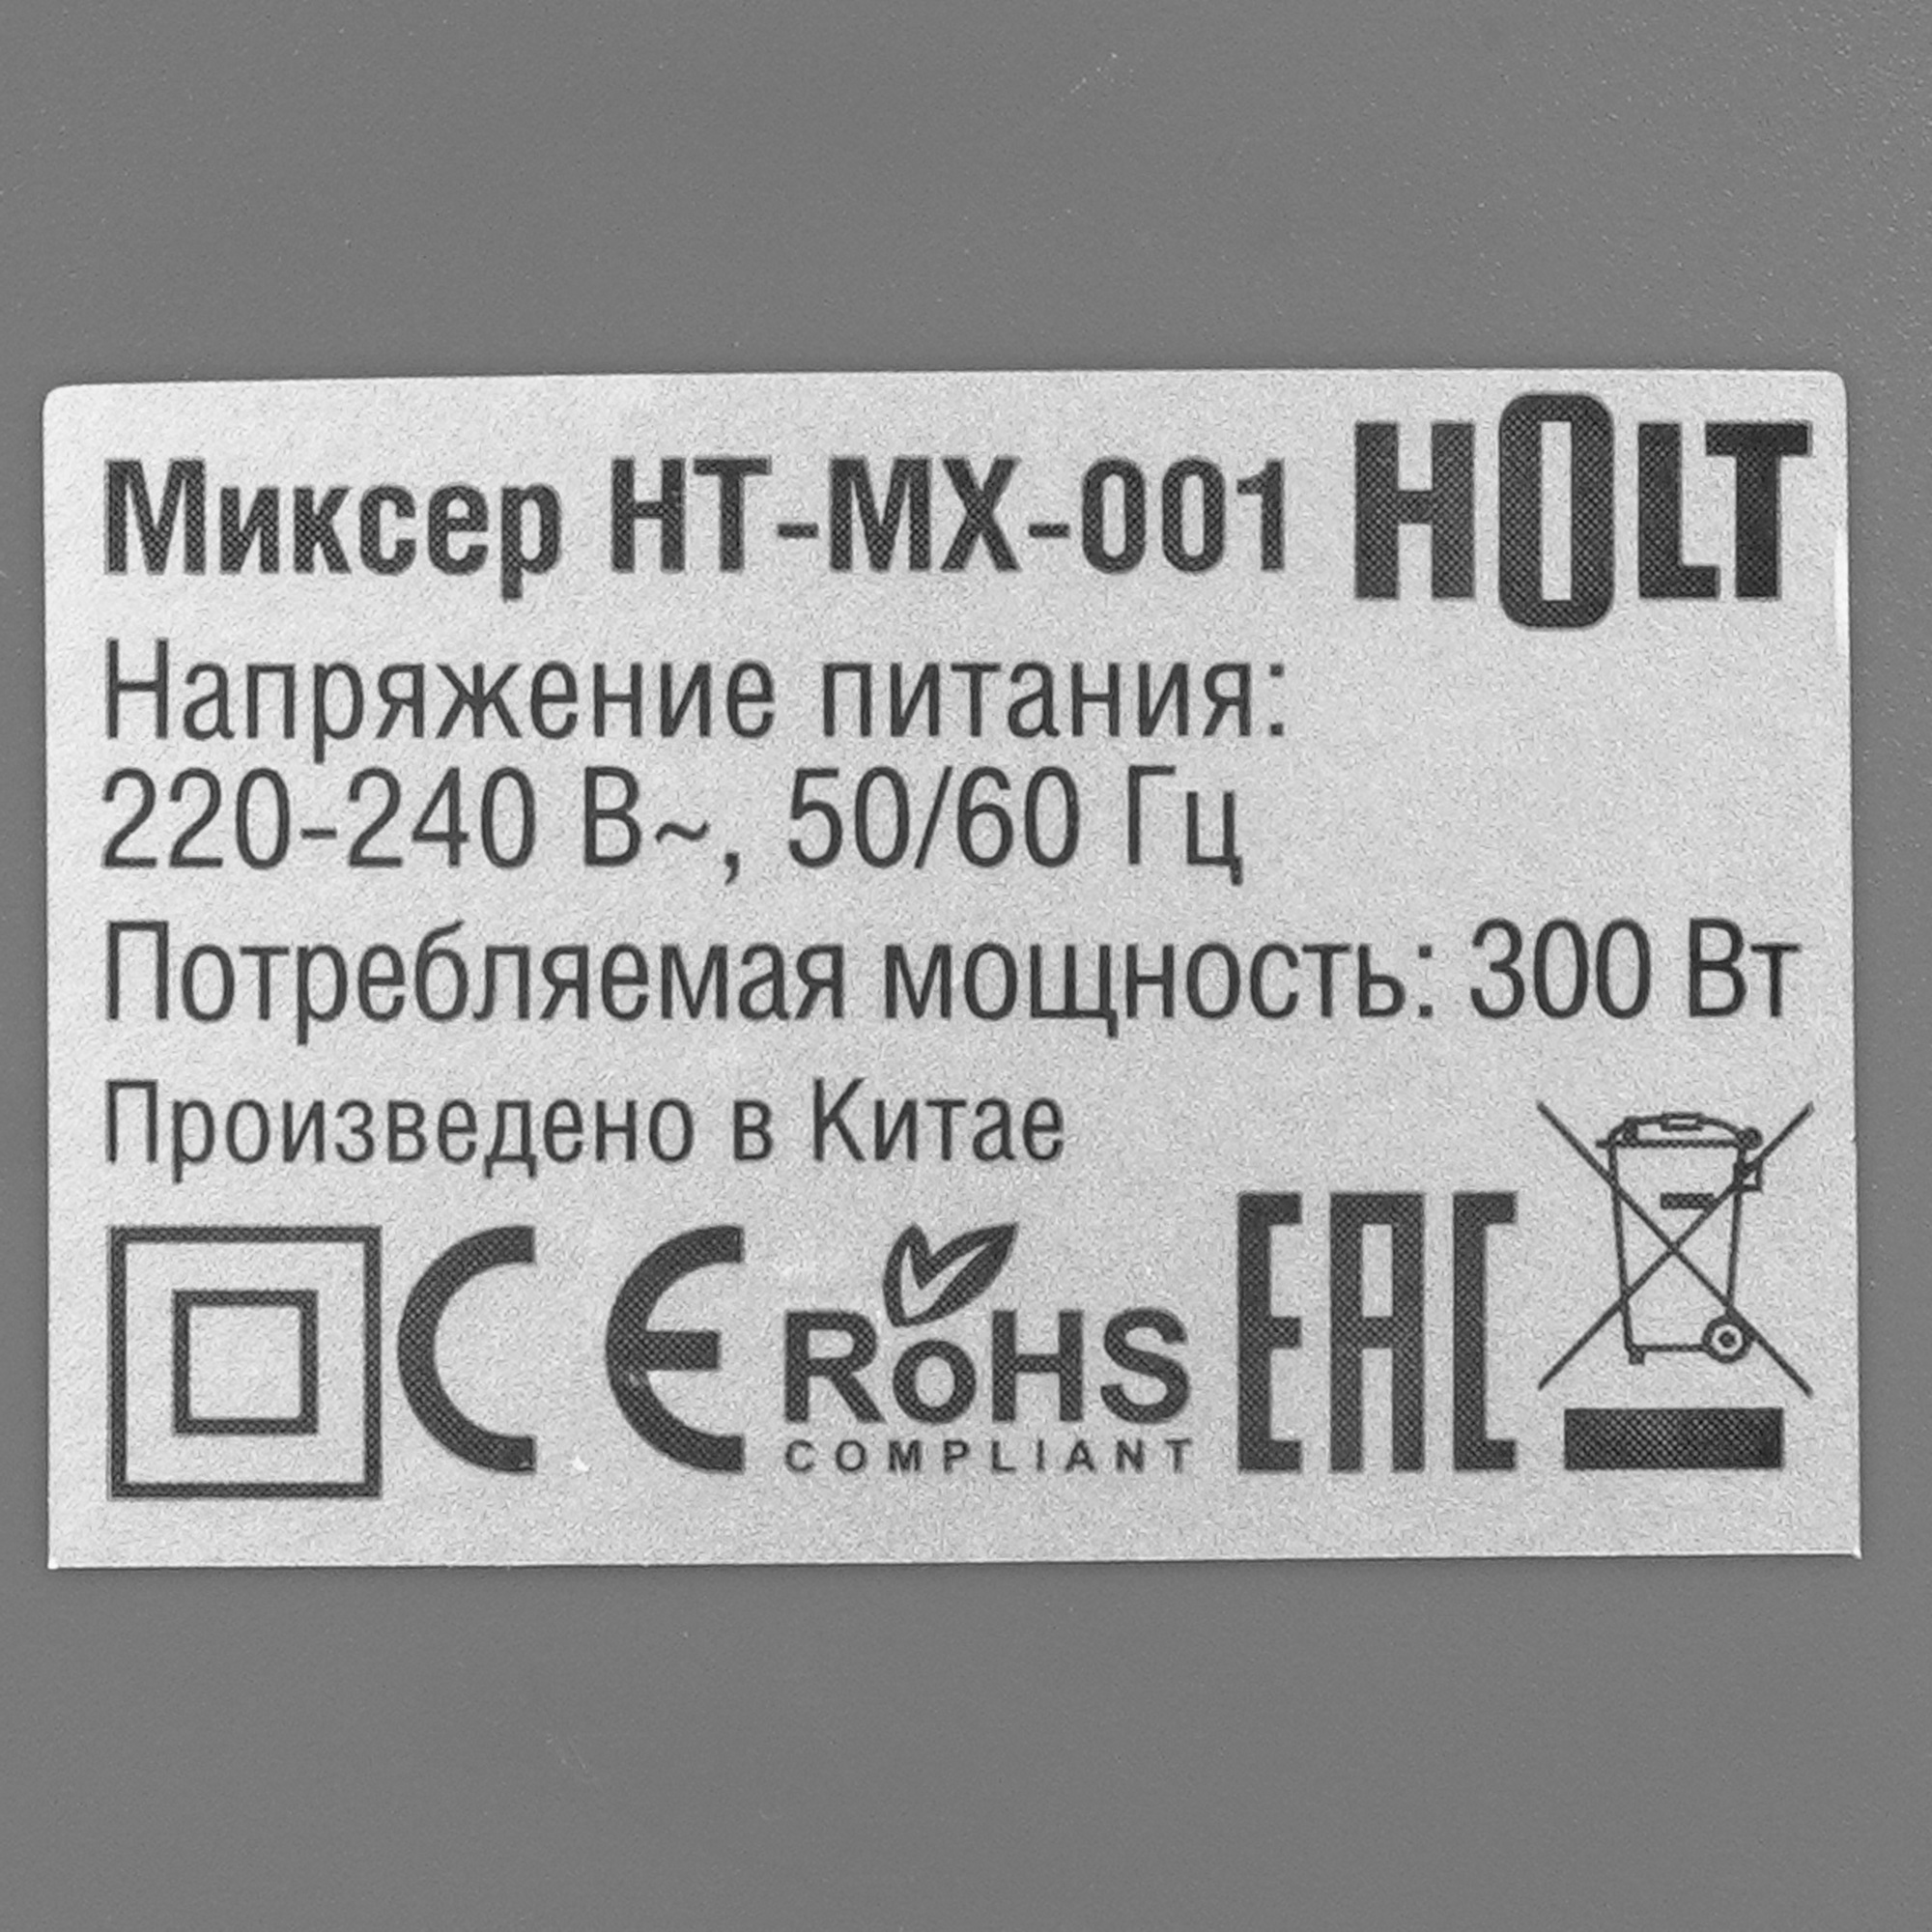 Миксер HT-MX-001 HOLT
Напряжение питания:
220-240 В~, 50/60 Гц
Потребляемая мощность: 300 Вт
Произведено в Китае
CE RoHS EAC
COMPLIANT